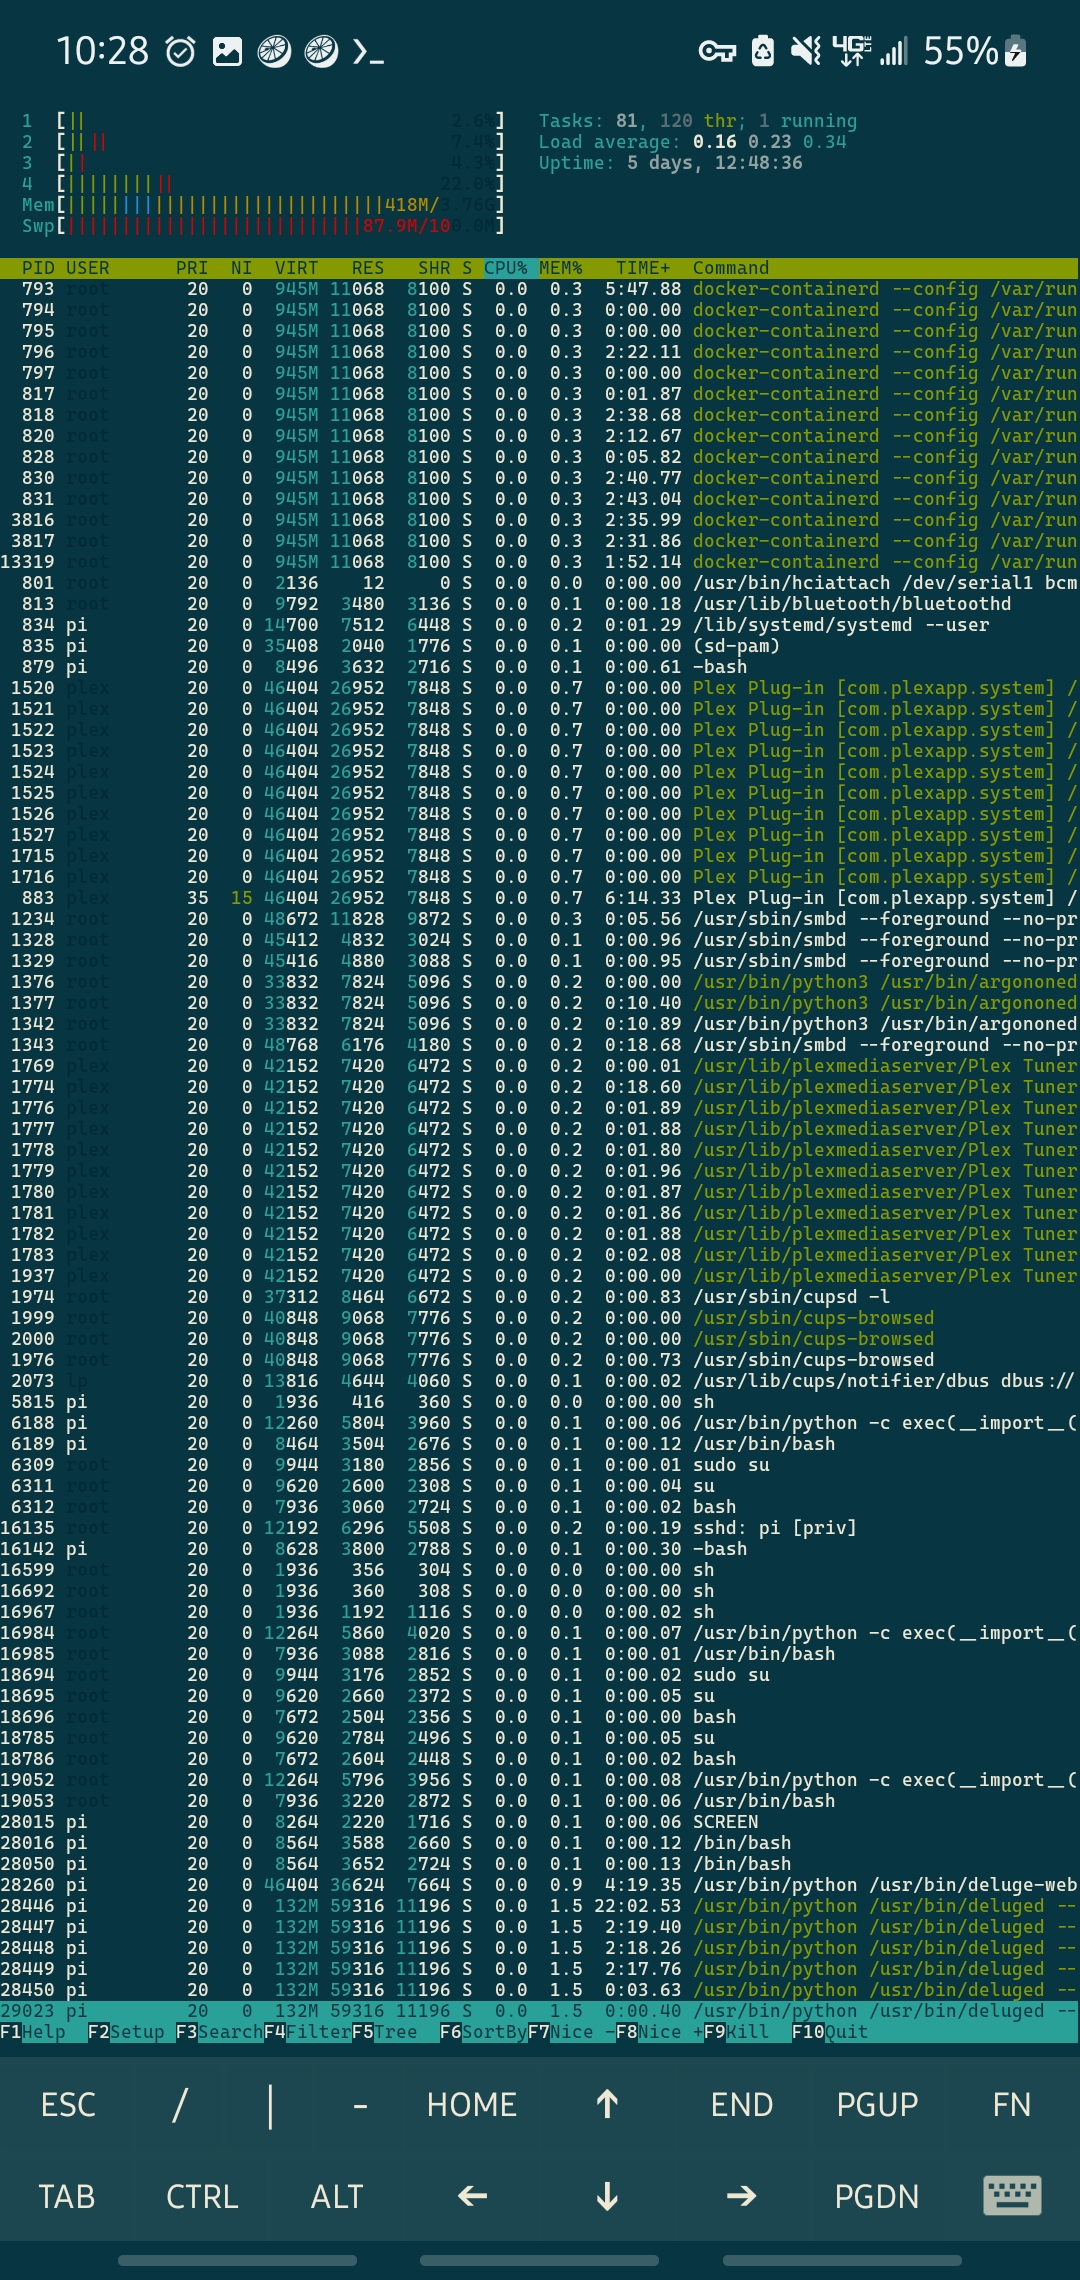 10:28 55%
1 [|| 2.6%] Tasks: 81, 120 thr; 1 running
2 [|| || 7.4%] Load average: 0.16 0.23 0.34
3 [|| 4.3%] Uptime: 5 days, 12:48:36
4 [|||||||||| 22.0%]
Mem[|||||||||||||||||||||||||||||418M/3.76G]
Swp[|||||||||||||||||||||||||||87.9M/100.0M]
PID USER PRI NI VIRT RES SHR S CPU% MEM% TIME+ Command
793 root 20 0 945M 11068 8100 S 0.0 0.3 5:47.88 docker-containerd --config /var/run
794 root 20 0 945M 11068 8100 S 0.0 0.3 0:00.00 docker-containerd --config /var/run
795 root 20 0 945M 11068 8100 S 0.0 0.3 0:00.00 docker-containerd --config /var/run
796 root 20 0 945M 11068 8100 S 0.0 0.3 2:22.11 docker-containerd --config /var/run
797 root 20 0 945M 11068 8100 S 0.0 0.3 0:00.00 docker-containerd --config /var/run
817 root 20 0 945M 11068 8100 S 0.0 0.3 0:01.87 docker-containerd --config /var/run
818 root 20 0 945M 11068 8100 S 0.0 0.3 2:38.68 docker-containerd --config /var/run
820 root 20 0 945M 11068 8100 S 0.0 0.3 2:12.67 docker-containerd --config /var/run
828 root 20 0 945M 11068 8100 S 0.0 0.3 0:05.82 docker-containerd --config /var/run
830 root 20 0 945M 11068 8100 S 0.0 0.3 2:40.77 docker-containerd --config /var/run
831 root 20 0 945M 11068 8100 S 0.0 0.3 2:43.04 docker-containerd --config /var/run
3816 root 20 0 945M 11068 8100 S 0.0 0.3 2:35.99 docker-containerd --config /var/run
3817 root 20 0 945M 11068 8100 S 0.0 0.3 2:31.86 docker-containerd --config /var/run
13319 root 20 0 945M 11068 8100 S 0.0 0.3 1:52.14 docker-containerd --config /var/run
801 root 20 0 2136 12 0 S 0.0 0.0 0:00.00 /usr/bin/hciattach /dev/serial1 bcm
813 root 20 0 9792 3480 3136 S 0.0 0.1 0:00.18 /usr/lib/bluetooth/bluetoothd
834 pi 20 0 14700 7512 6448 S 0.0 0.2 0:01.29 /lib/systemd/systemd --user
835 pi 20 0 35408 2040 1776 S 0.0 0.1 0:00.00 (sd-pam)
879 pi 20 0 8496 3632 2716 S 0.0 0.1 0:00.61 -bash
1520 plex 20 0 46404 26952 7848 S 0.0 0.7 0:00.00 Plex Plug-in [com.plexapp.system] /
1521 plex 20 0 46404 26952 7848 S 0.0 0.7 0:00.00 Plex Plug-in [com.plexapp.system] /
1522 plex 20 0 46404 26952 7848 S 0.0 0.7 0:00.00 Plex Plug-in [com.plexapp.system] /
1523 plex 20 0 46404 26952 7848 S 0.0 0.7 0:00.00 Plex Plug-in [com.plexapp.system] /
1524 plex 20 0 46404 26952 7848 S 0.0 0.7 0:00.00 Plex Plug-in [com.plexapp.system] /
1525 plex 20 0 46404 26952 7848 S 0.0 0.7 0:00.00 Plex Plug-in [com.plexapp.system] /
1526 plex 20 0 46404 26952 7848 S 0.0 0.7 0:00.00 Plex Plug-in [com.plexapp.system] /
1527 plex 20 0 46404 26952 7848 S 0.0 0.7 0:00.00 Plex Plug-in [com.plexapp.system] /
1715 plex 20 0 46404 26952 7848 S 0.0 0.7 0:00.00 Plex Plug-in [com.plexapp.system] /
1716 plex 20 0 46404 26952 7848 S 0.0 0.7 0:00.00 Plex Plug-in [com.plexapp.system] /
883 plex 35 15 46404 26952 7848 S 0.0 0.7 6:14.33 Plex Plug-in [com.plexapp.system] /
1234 root 20 0 48672 11828 9872 S 0.0 0.3 0:05.56 /usr/sbin/smbd --foreground --no-pr
1328 root 20 0 45412 4832 3024 S 0.0 0.1 0:00.96 /usr/sbin/smbd --foreground --no-pr
1329 root 20 0 45416 4880 3088 S 0.0 0.1 0:00.95 /usr/sbin/smbd --foreground --no-pr
1376 root 20 0 33832 7824 5096 S 0.0 0.2 0:00.00 /usr/bin/python3 /usr/bin/argononed
1377 root 20 0 33832 7824 5096 S 0.0 0.2 0:10.40 /usr/bin/python3 /usr/bin/argononed
1342 root 20 0 33832 7824 5096 S 0.0 0.2 0:10.89 /usr/bin/python3 /usr/bin/argononed
1343 root 20 0 48768 6176 4180 S 0.0 0.2 0:18.68 /usr/sbin/smbd --foreground --no-pr
1769 plex 20 0 42152 7420 6472 S 0.0 0.2 0:00.01 /usr/lib/plexmediaserver/Plex Tuner
1774 plex 20 0 42152 7420 6472 S 0.0 0.2 0:18.60 /usr/lib/plexmediaserver/Plex Tuner
1776 plex 20 0 42152 7420 6472 S 0.0 0.2 0:01.89 /usr/lib/plexmediaserver/Plex Tuner
1777 plex 20 0 42152 7420 6472 S 0.0 0.2 0:01.88 /usr/lib/plexmediaserver/Plex Tuner
1778 plex 20 0 42152 7420 6472 S 0.0 0.2 0:01.80 /usr/lib/plexmediaserver/Plex Tuner
1779 plex 20 0 42152 7420 6472 S 0.0 0.2 0:01.96 /usr/lib/plexmediaserver/Plex Tuner
1780 plex 20 0 42152 7420 6472 S 0.0 0.2 0:01.87 /usr/lib/plexmediaserver/Plex Tuner
1781 plex 20 0 42152 7420 6472 S 0.0 0.2 0:01.86 /usr/lib/plexmediaserver/Plex Tuner
1782 plex 20 0 42152 7420 6472 S 0.0 0.2 0:01.88 /usr/lib/plexmediaserver/Plex Tuner
1783 plex 20 0 42152 7420 6472 S 0.0 0.2 0:02.08 /usr/lib/plexmediaserver/Plex Tuner
1937 plex 20 0 42152 7420 6472 S 0.0 0.2 0:00.00 /usr/lib/plexmediaserver/Plex Tuner
1974 root 20 0 37312 8464 6672 S 0.0 0.2 0:00.83 /usr/sbin/cupsd -l
1999 root 20 0 40848 9068 7776 S 0.0 0.2 0:00.00 /usr/sbin/cups-browsed
2000 root 20 0 40848 9068 7776 S 0.0 0.2 0:00.00 /usr/sbin/cups-browsed
1976 root 20 0 40848 9068 7776 S 0.0 0.2 0:00.73 /usr/sbin/cups-browsed
2073 lp 20 0 13816 4644 4060 S 0.0 0.1 0:00.02 /usr/lib/cups/notifier/dbus dbus://
5815 pi 20 0 1936 416 360 S 0.0 0.0 0:00.00 sh
6188 pi 20 0 12260 5804 3960 S 0.0 0.1 0:00.06 /usr/bin/python -c exec(__import__(
6189 pi 20 0 8464 3504 2676 S 0.0 0.1 0:00.12 /usr/bin/bash
6309 root 20 0 9944 3180 2856 S 0.0 0.1 0:00.01 sudo su
6311 root 20 0 9620 2600 2308 S 0.0 0.1 0:00.04 su
6312 root 20 0 7936 3060 2724 S 0.0 0.1 0:00.02 bash
16135 root 20 0 12192 6296 5508 S 0.0 0.2 0:00.19 sshd: pi [priv]
16142 pi 20 0 8628 3800 2788 S 0.0 0.1 0:00.30 -bash
16599 root 20 0 1936 356 304 S 0.0 0.0 0:00.00 sh
16692 root 20 0 1936 360 308 S 0.0 0.0 0:00.00 sh
16967 root 20 0 1936 1192 1116 S 0.0 0.0 0:00.02 sh
16984 root 20 0 12264 5860 4020 S 0.0 0.1 0:00.07 /usr/bin/python -c exec(__import__(
16985 root 20 0 7936 3088 2816 S 0.0 0.1 0:00.01 /usr/bin/bash
18694 root 20 0 9944 3176 2852 S 0.0 0.1 0:00.02 sudo su
18695 root 20 0 9620 2660 2372 S 0.0 0.1 0:00.05 su
18696 root 20 0 7672 2504 2356 S 0.0 0.1 0:00.00 bash
18785 root 20 0 9620 2784 2496 S 0.0 0.1 0:00.05 su
18786 root 20 0 7672 2604 2448 S 0.0 0.1 0:00.02 bash
19052 root 20 0 12264 5796 3956 S 0.0 0.1 0:00.08 /usr/bin/python -c exec(__import__(
19053 root 20 0 7936 3220 2872 S 0.0 0.1 0:00.06 /usr/bin/bash
28015 pi 20 0 8264 2220 1716 S 0.0 0.1 0:00.06 SCREEN
28016 pi 20 0 8564 3588 2660 S 0.0 0.1 0:00.12 /bin/bash
28050 pi 20 0 8564 3652 2724 S 0.0 0.1 0:00.13 /bin/bash
28260 pi 20 0 46404 36624 7664 S 0.0 0.9 4:19.35 /usr/bin/python /usr/bin/deluge-web
28446 pi 20 0 132M 59316 11196 S 0.0 1.5 22:02.53 /usr/bin/python /usr/bin/deluged --
28447 pi 20 0 132M 59316 11196 S 0.0 1.5 2:19.40 /usr/bin/python /usr/bin/deluged --
28448 pi 20 0 132M 59316 11196 S 0.0 1.5 2:18.26 /usr/bin/python /usr/bin/deluged --
28449 pi 20 0 132M 59316 11196 S 0.0 1.5 2:17.76 /usr/bin/python /usr/bin/deluged --
28450 pi 20 0 132M 59316 11196 S 0.0 1.5 0:03.63 /usr/bin/python /usr/bin/deluged --
29023 pi 20 0 132M 59316 11196 S 0.0 1.5 0:00.40 /usr/bin/python /usr/bin/deluged --
F1Help F2Setup F3SearchF4FilterF5Tree F6SortByF7Nice -F8Nice +F9Kill F10Quit
ESC / | - HOME ↑ END PGUP FN
TAB CTRL ALT ← ↓ → PGDN